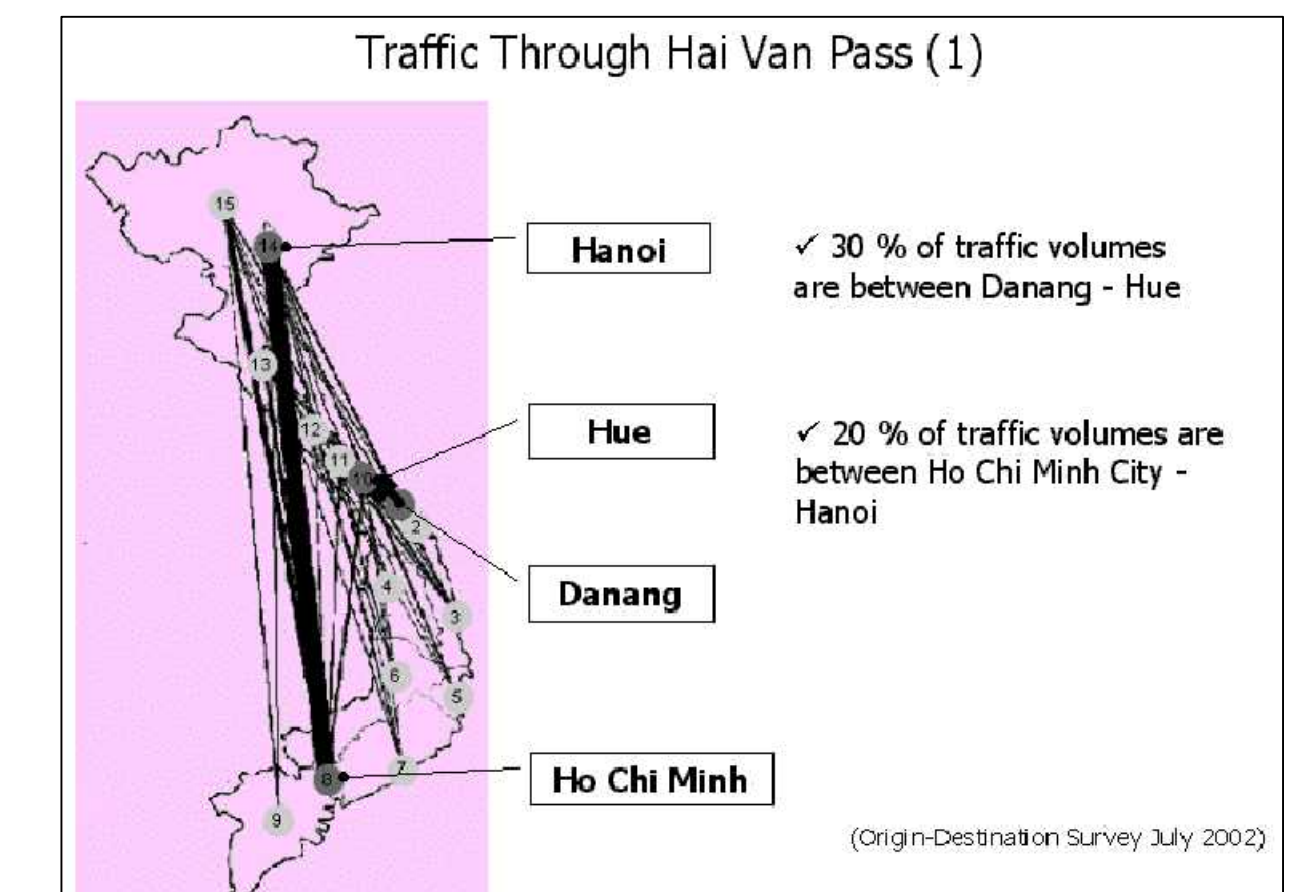 Traffic Through Hai Van Pass (1)
15
14
Hanoi
✓ 30 % of traffic volumes
are between Danang - Hue
13
12
Hue
✓ 20 % of traffic volumes are
between Ho Chi Minh City -
Hanoi
11
10
2
4
Danang
3
6
5
7
8
Ho Chi Minh
9
(Origin-Destination Survey July 2002)